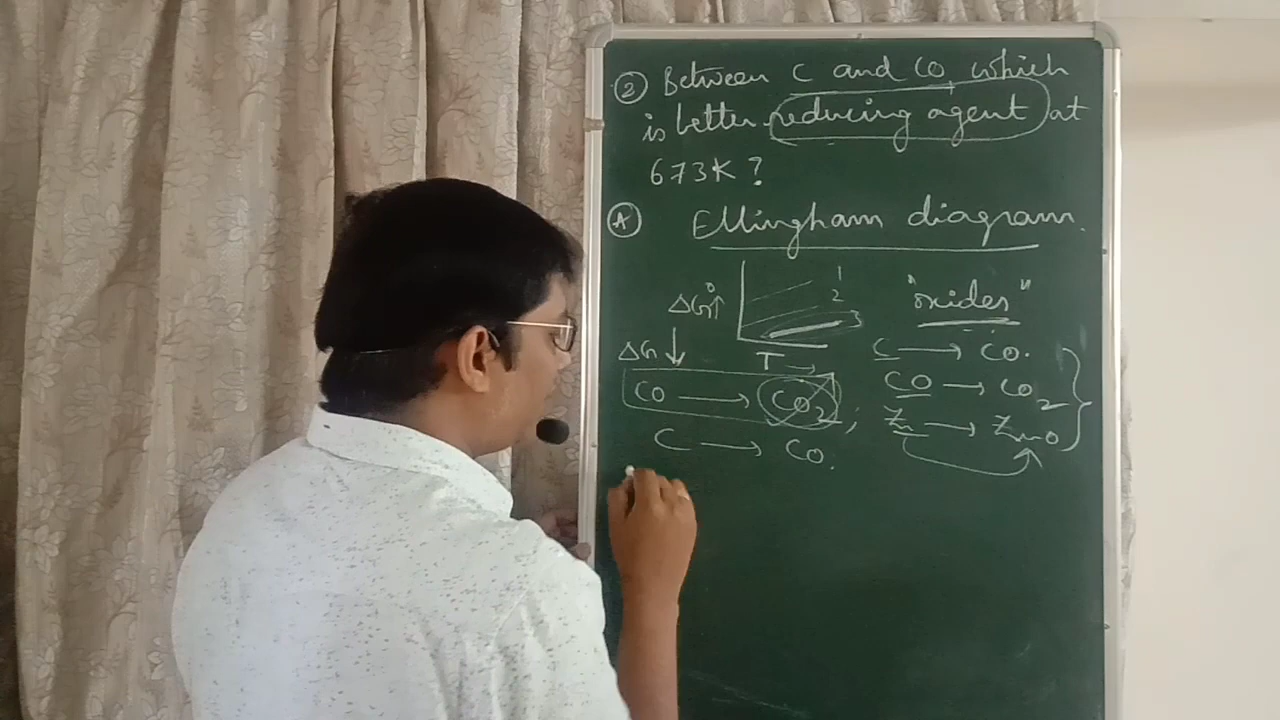 ② Between C and CO, which
is better reducing agent at
673K ?
Ⓐ Ellingham diagram.
ΔG°↑ 1 2 3 "oxides"
T →
ΔG ↓ C → CO.
CO → CO₂ ; CO → CO₂
Zn → ZnO
C → CO.